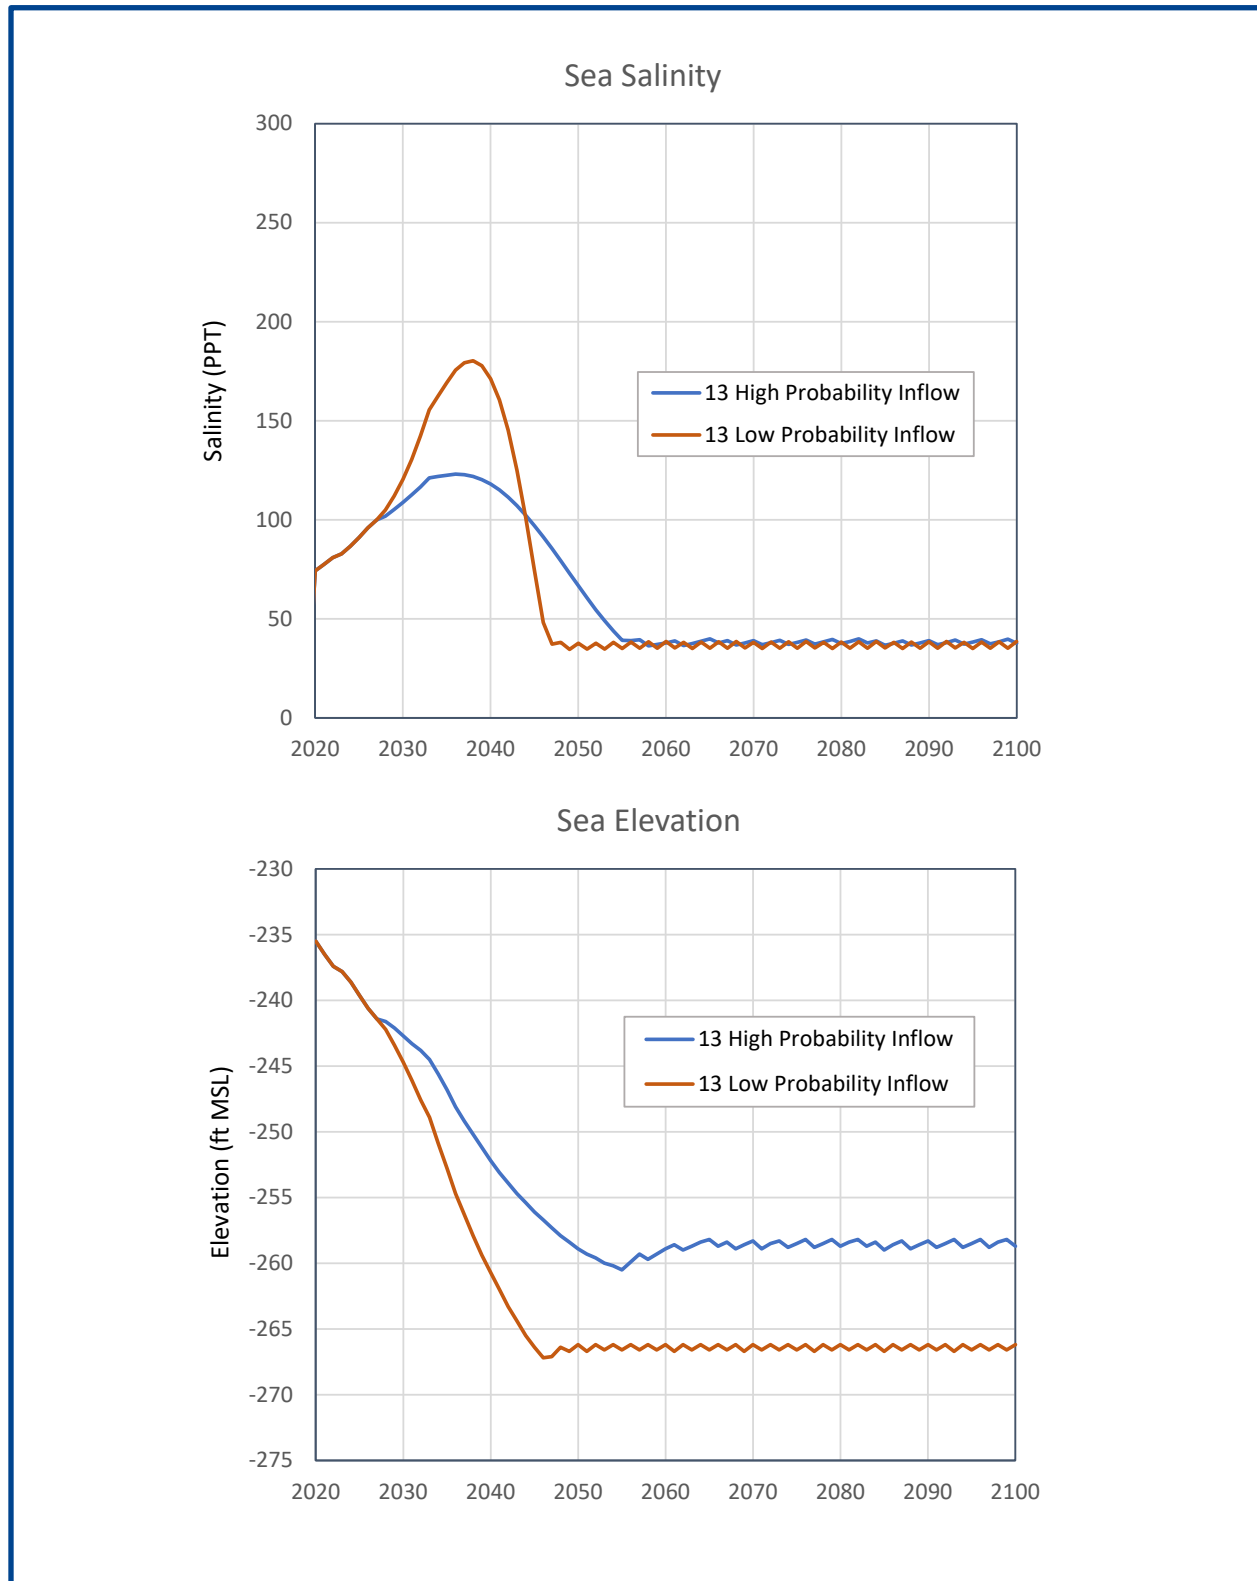 Sea Salinity
300
250
200
150
100
50
0
Salinity (PPT)
13 High Probability Inflow
13 Low Probability Inflow
2020 2030 2040 2050 2060 2070 2080 2090 2100
Sea Elevation
-230
-235
-240
-245
-250
-255
-260
-265
-270
-275
Elevation (ft MSL)
13 High Probability Inflow
13 Low Probability Inflow
2020 2030 2040 2050 2060 2070 2080 2090 2100